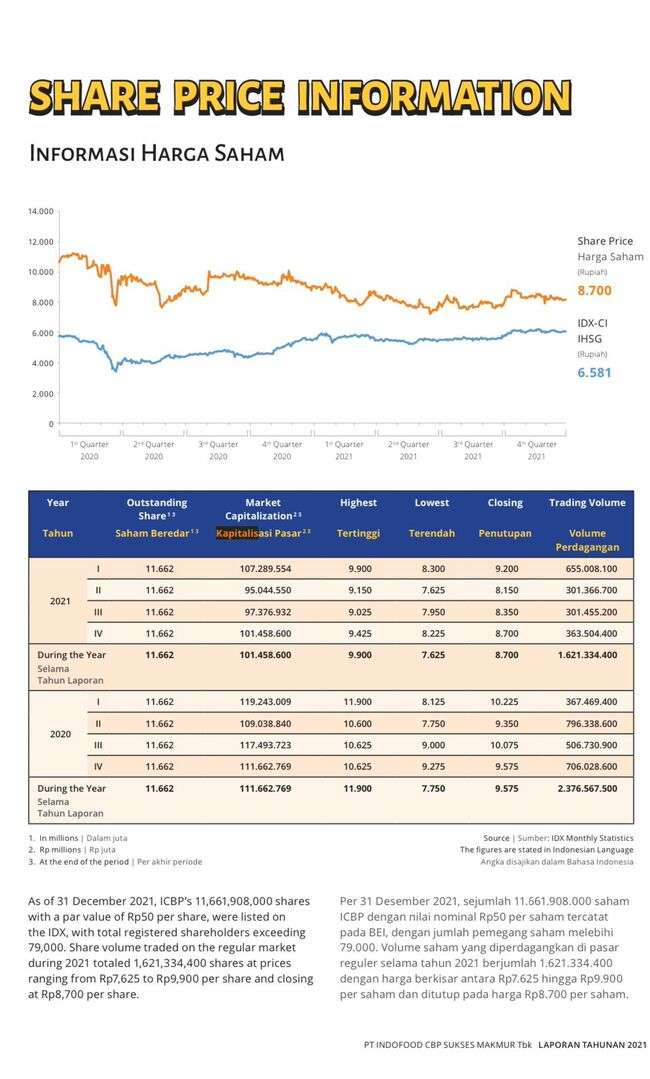 SHARE PRICE INFORMATION
Informasi Harga Saham
14.000
12.000
10.000
8.000
6.000
4.000
2.000
0
Share Price
Harga Saham
(Rupiah)
8.700
IDX-CI
IHSG
(Rupiah)
6.581
1st Quarter 2nd Quarter 3rd Quarter 4th Quarter 1st Quarter 2nd Quarter 3rd Quarter 4th Quarter
2020 2020 2020 2020 2021 2021 2021 2021
Year Outstanding Market Highest Lowest Closing Trading Volume
Share¹ ³ Capitalization² ³
Tahun Saham Beredar¹ ³ Kapitalisasi Pasar² ³ Tertinggi Terendah Penutupan Volume
Perdagangan
I 11.662 107.289.554 9.900 8.300 9.200 655.008.100
II 11.662 95.044.550 9.150 7.625 8.150 301.366.700
2021
III 11.662 97.376.932 9.025 7.950 8.350 301.455.200
IV 11.662 101.458.600 9.425 8.225 8.700 363.504.400
During the Year 11.662 101.458.600 9.900 7.625 8.700 1.621.334.400
Selama
Tahun Laporan
I 11.662 119.243.009 11.900 8.125 10.225 367.469.400
II 11.662 109.038.840 10.600 7.750 9.350 796.338.600
2020
III 11.662 117.493.723 10.625 9.000 10.075 506.730.900
IV 11.662 111.662.769 10.625 9.275 9.575 706.028.600
During the Year 11.662 111.662.769 11.900 7.750 9.575 2.376.567.500
Selama
Tahun Laporan
1. In millions | Dalam juta
2. Rp millions | Rp juta
3. At the end of the period | Per akhir periode
Source | Sumber: IDX Monthly Statistics
The figures are stated in Indonesian Language
Angka disajikan dalam Bahasa Indonesia
As of 31 December 2021, ICBP's 11,661,908,000 shares
with a par value of Rp50 per share, were listed on
the IDX, with total registered shareholders exceeding
79,000. Share volume traded on the regular market
during 2021 totaled 1,621,334,400 shares at prices
ranging from Rp7,625 to Rp9,900 per share and closing
at Rp8,700 per share.
Per 31 Desember 2021, sejumlah 11.661.908.000 saham
ICBP dengan nilai nominal Rp50 per saham tercatat
pada BEI, dengan jumlah pemegang saham melebihi
79.000. Volume saham yang diperdagangkan di pasar
reguler selama tahun 2021 berjumlah 1.621.334.400
dengan harga berkisar antara Rp7.625 hingga Rp9.900
per saham dan ditutup pada harga Rp8.700 per saham.
PT INDOFOOD CBP SUKSES MAKMUR Tbk LAPORAN TAHUNAN 2021